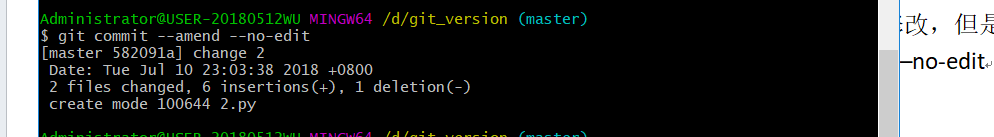 Administrator@USER-20180512WU MINGW64 /d/git_version (master)
$ git commit --amend --no-edit
[master 582091a] change 2
Date: Tue Jul 10 23:03:38 2018 +0800
2 files changed, 6 insertions(+), 1 deletion(-)
create mode 100644 2.py
Administrator@USER-20180512WU MINGW64 /d/git_version (master)
改，但是
—no-edit